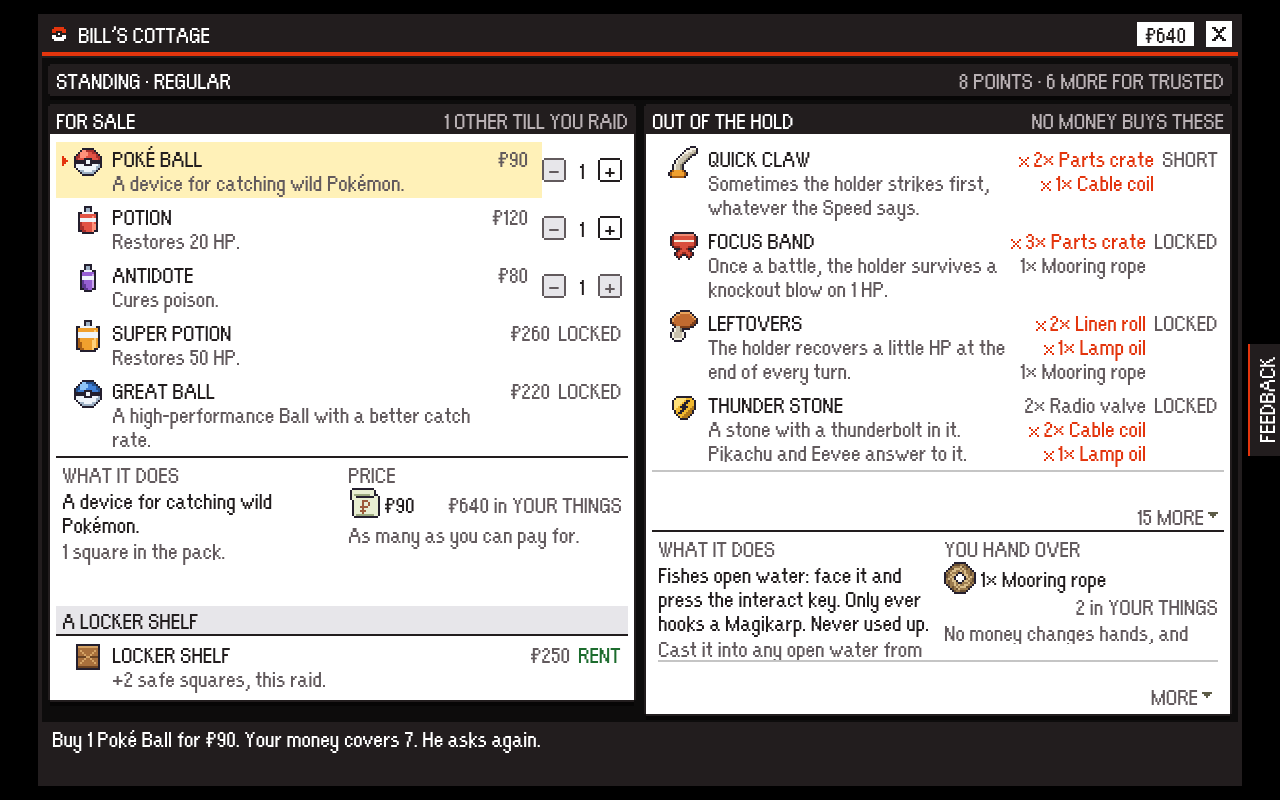 BILL'S COTTAGE
₽640 X
STANDING · REGULAR
8 POINTS · 6 MORE FOR TRUSTED
FOR SALE
1 OTHER TILL YOU RAID
POKÉ BALL ₽90
A device for catching wild Pokémon.
− 1 +
POTION ₽120
Restores 20 HP.
− 1 +
ANTIDOTE ₽80
Cures poison.
− 1 +
SUPER POTION ₽260 LOCKED
Restores 50 HP.
GREAT BALL ₽220 LOCKED
A high-performance Ball with a better catch
rate.
WHAT IT DOES
A device for catching wild
Pokémon.
1 square in the pack.
PRICE
₽90 ₽640 in YOUR THINGS
As many as you can pay for.
A LOCKER SHELF
LOCKER SHELF ₽250 RENT
+2 safe squares, this raid.
OUT OF THE HOLD
NO MONEY BUYS THESE
QUICK CLAW x 2× Parts crate SHORT
Sometimes the holder strikes first, x 1× Cable coil
whatever the Speed says.
FOCUS BAND x 3× Parts crate LOCKED
Once a battle, the holder survives a 1× Mooring rope
knockout blow on 1 HP.
LEFTOVERS x 2× Linen roll LOCKED
The holder recovers a little HP at the x 1× Lamp oil
end of every turn. 1× Mooring rope
THUNDER STONE 2× Radio valve LOCKED
A stone with a thunderbolt in it. x 2× Cable coil
Pikachu and Eevee answer to it. x 1× Lamp oil
15 MORE
WHAT IT DOES
Fishes open water: face it and
press the interact key. Only ever
hooks a Magikarp. Never used up.
Cast it into any open water from
YOU HAND OVER
1× Mooring rope
2 in YOUR THINGS
No money changes hands, and
MORE
Buy 1 Poké Ball for ₽90. Your money covers 7. He asks again.
FEEDBACK